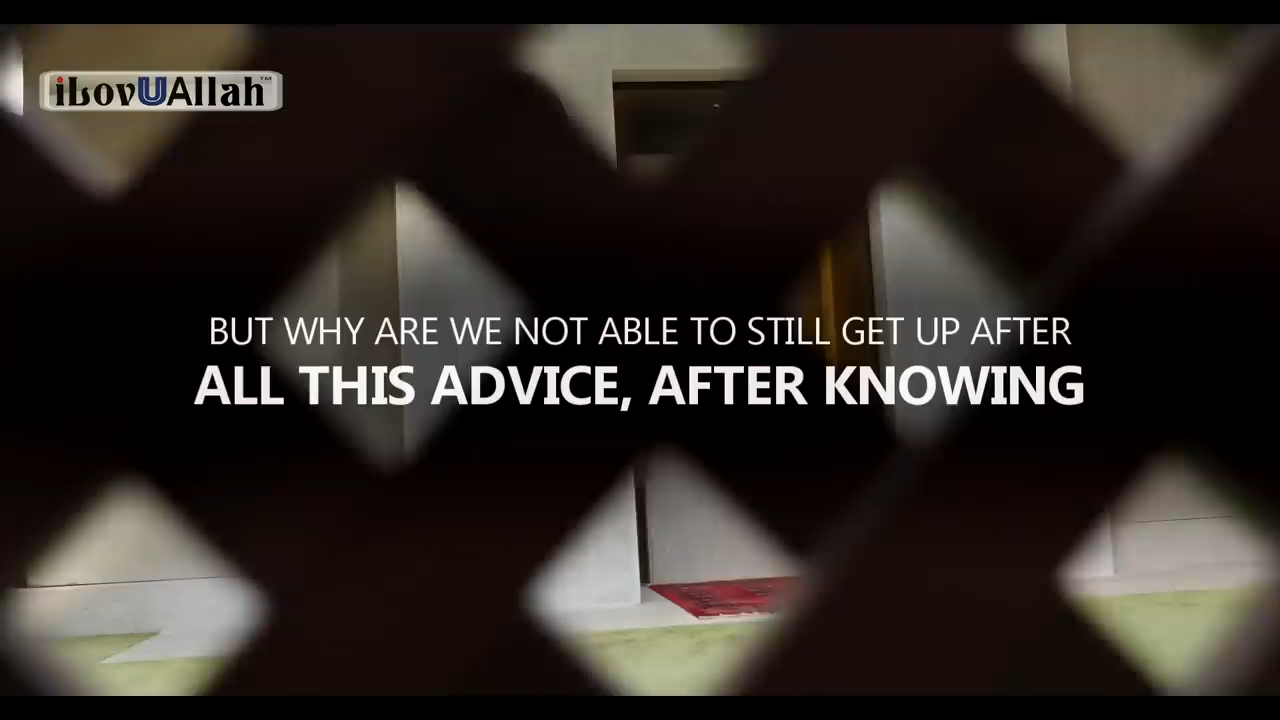 iLovUAllah™
BUT WHY ARE WE NOT ABLE TO STILL GET UP AFTER
ALL THIS ADVICE, AFTER KNOWING